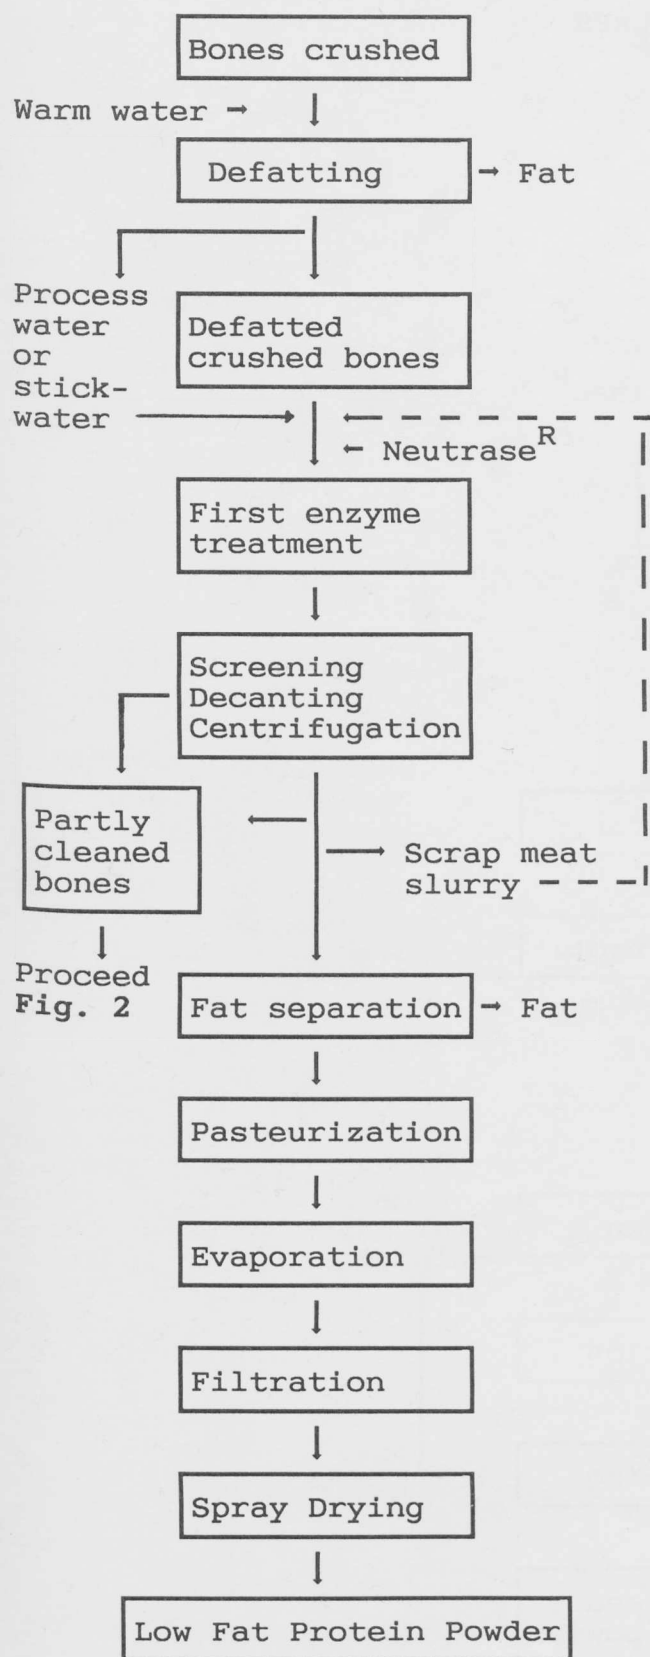 Bones crushed
Warm water →
Defatting → Fat
Process
water
or
stick-
water
Defatted
crushed bones
← Neutrase^R
First enzyme
treatment
Screening
Decanting
Centrifugation
Partly
cleaned
bones
Scrap meat
slurry
Proceed
Fig. 2
Fat separation → Fat
Pasteurization
Evaporation
Filtration
Spray Drying
Low Fat Protein Powder